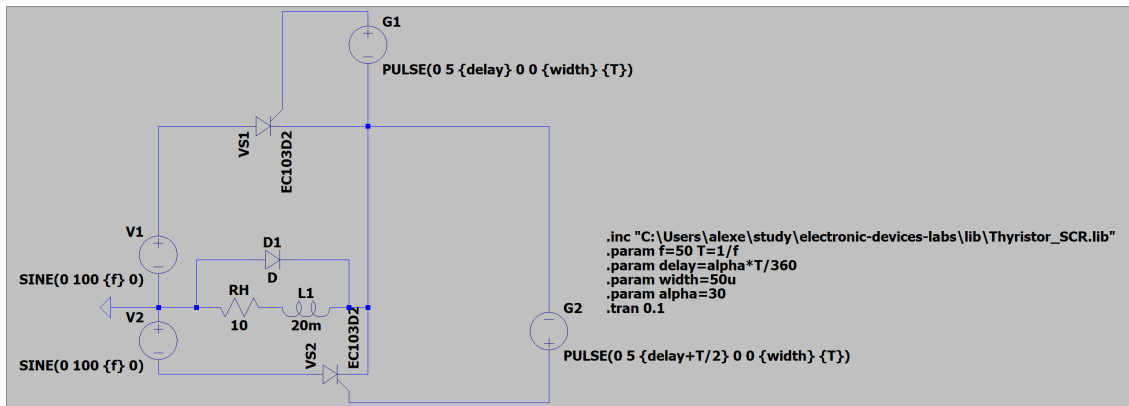 G1
PULSE(0 5 {delay} 0 0 {width} {T})
VS1
EC103D2
V1
SINE(0 100 {f} 0)
D1
D
RH
10
L1
20m
EC103D2
V2
SINE(0 100 {f} 0)
VS2
G2
PULSE(0 5 {delay+T/2} 0 0 {width} {T})
.inc "C:\Users\alexe\study\electronic-devices-labs\lib\Thyristor_SCR.lib"
.param f=50 T=1/f
.param delay=alpha*T/360
.param width=50u
.param alpha=30
.tran 0.1